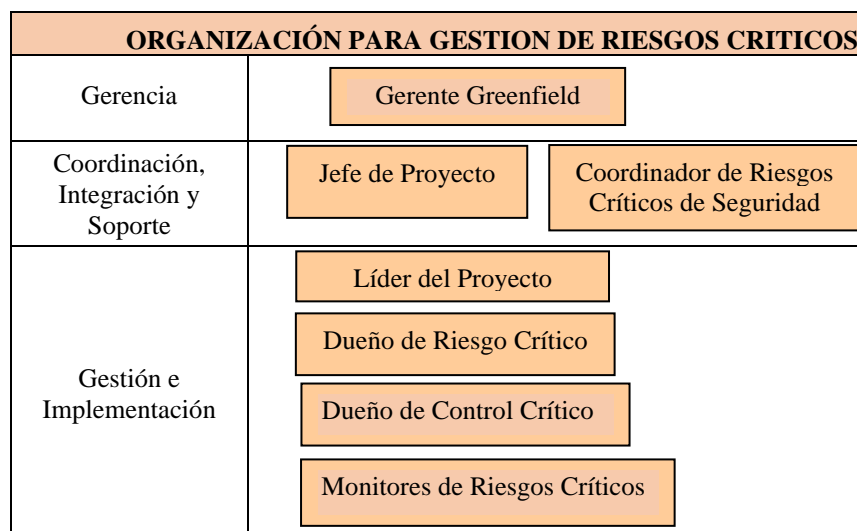 ORGANIZACIÓN PARA GESTION DE RIESGOS CRITICOS
Gerencia
Gerente Greenfield
Coordinación,
Integración y
Soporte
Jefe de Proyecto
Coordinador de Riesgos
Críticos de Seguridad
Gestión e
Implementación
Líder del Proyecto
Dueño de Riesgo Crítico
Dueño de Control Crítico
Monitores de Riesgos Críticos